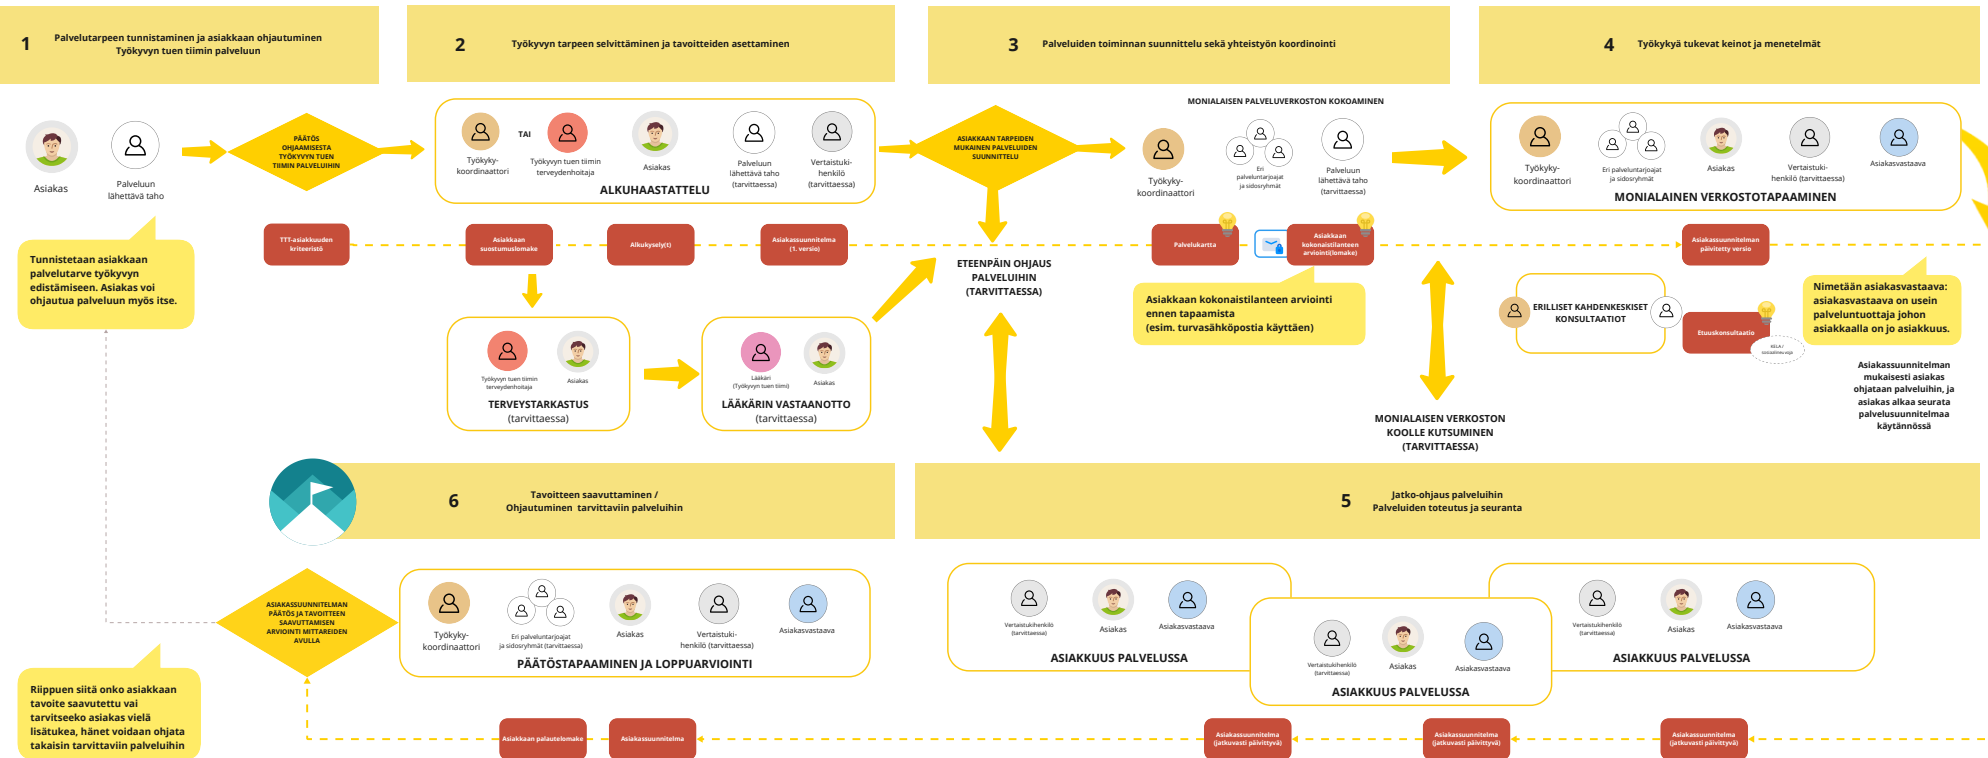 1
Palvelutarpeen tunnistaminen ja asiakkaan ohjautuminen
Työkyvyn tuen tiimin palveluun
2
Työkyvyn tarpeen selvittäminen ja tavoitteiden asettaminen
3
Palveluiden toiminnan suunnittelu sekä yhteistyön koordinointi
4
Työkykyä tukevat keinot ja menetelmät
Asiakas
Palveluun
lähettävä taho
PÄÄTÖS
OHJAAMISESTA
TYÖKYVYN TUEN
TIIMIN PALVELUIHIN
Työkyky-
koordinaattori
TAI
Työkyvyn tuen tiimin
terveydenhoitaja
Asiakas
Palveluun
lähettävä taho
(tarvittaessa)
Vertaistuki-
henkilö
(tarvittaessa)
ALKUHAASTATTELU
ASIAKKAAN TARPEIDEN
MUKAINEN PALVELUIDEN
SUUNNITTELU
MONIALAISEN PALVELUVERKOSTON KOKOAMINEN
Työkyky-
koordinaattori
Eri
palveluntarjoajat
ja sidosryhmät
Palveluun
lähettävä taho
(tarvittaessa)
Työkyky-
koordinaattori
Eri palveluntarjoajat
ja sidosryhmät
Asiakas
Vertaistuki-
henkilö (tarvittaessa)
Asiakasvastaava
MONIALAINEN VERKOSTOTAPAAMINEN
Tunnistetaan asiakkaan
palvelutarve työkyvyn
edistämiseen. Asiakas voi
ohjautua palveluun myös itse.
TTT-asiakkuuden
kriteeristö
Asiakkaan
suostumuslomake
Alkukysely(t)
Asiakassuunnitelma
(1. versio)
ETEENPÄIN OHJAUS
PALVELUIHIN
(TARVITTAESSA)
Palvelukartta
Asiakkaan
kokonaistilanteen
arviointi(lomake)
Asiakkaan kokonaistilanteen arviointi
ennen tapaamista
(esim. turvasähköpostia käyttäen)
Asiakassuunnitelman
päivitetty versio
ERILLISET KAHDENKESKISET
KONSULTAATIOT
Etuuskonsultaatio
KELA /
Nimetään asiakasvastaava:
asiakasvastaava on usein
palveluntuottaja johon
asiakkaalla on jo asiakkuus.
Asiakassuunnitelman
mukaisesti asiakas
ohjataan palveluihin, ja
asiakas alkaa seurata
palvelusuunnitelmaa
käytännössä
Työkyvyn tuen tiimin
terveydenhoitaja
Asiakas
TERVEYSTARKASTUS
(tarvittaessa)
Lääkäri
(Työkyvyn tuen tiimi)
Asiakas
LÄÄKÄRIN VASTAANOTTO
(tarvittaessa)
MONIALAISEN VERKOSTON
KOOLLE KUTSUMINEN
(TARVITTAESSA)
6
Tavoitteen saavuttaminen /
Ohjautuminen tarvittaviin palveluihin
5
Jatko-ohjaus palveluihin
Palveluiden toteutus ja seuranta
ASIAKASSUUNNITELMAN
PÄÄTÖS JA TAVOITTEEN
SAAVUTTAMISEN
ARVIOINTI MITTAREIDEN
AVULLA
Työkyky-
koordinaattori
Eri palveluntarjoajat
ja sidosryhmät (tarvittaessa)
Asiakas
Vertaistuki-
henkilö (tarvittaessa)
Asiakasvastaava
PÄÄTÖSTAPAAMINEN JA LOPPUARVIOINTI
Vertaistukihenkilö
(tarvittaessa)
Asiakas
Asiakasvastaava
ASIAKKUUS PALVELUSSA
Vertaistukihenkilö
(tarvittaessa)
Asiakas
Asiakasvastaava
ASIAKKUUS PALVELUSSA
Vertaistukihenkilö
(tarvittaessa)
Asiakas
Asiakasvastaava
ASIAKKUUS PALVELUSSA
Riippuen siitä onko asiakkaan
tavoite saavutettu vai
tarvitseeko asiakas vielä
lisätukea, hänet voidaan ohjata
takaisin tarvittaviin palveluihin
Asiakkaan palautelomake
Asiakassuunnitelma
Asiakassuunnitelma
(jatkuvasti päivittyvä)
Asiakassuunnitelma
(jatkuvasti päivittyvä)
Asiakassuunnitelma
(jatkuvasti päivittyvä)